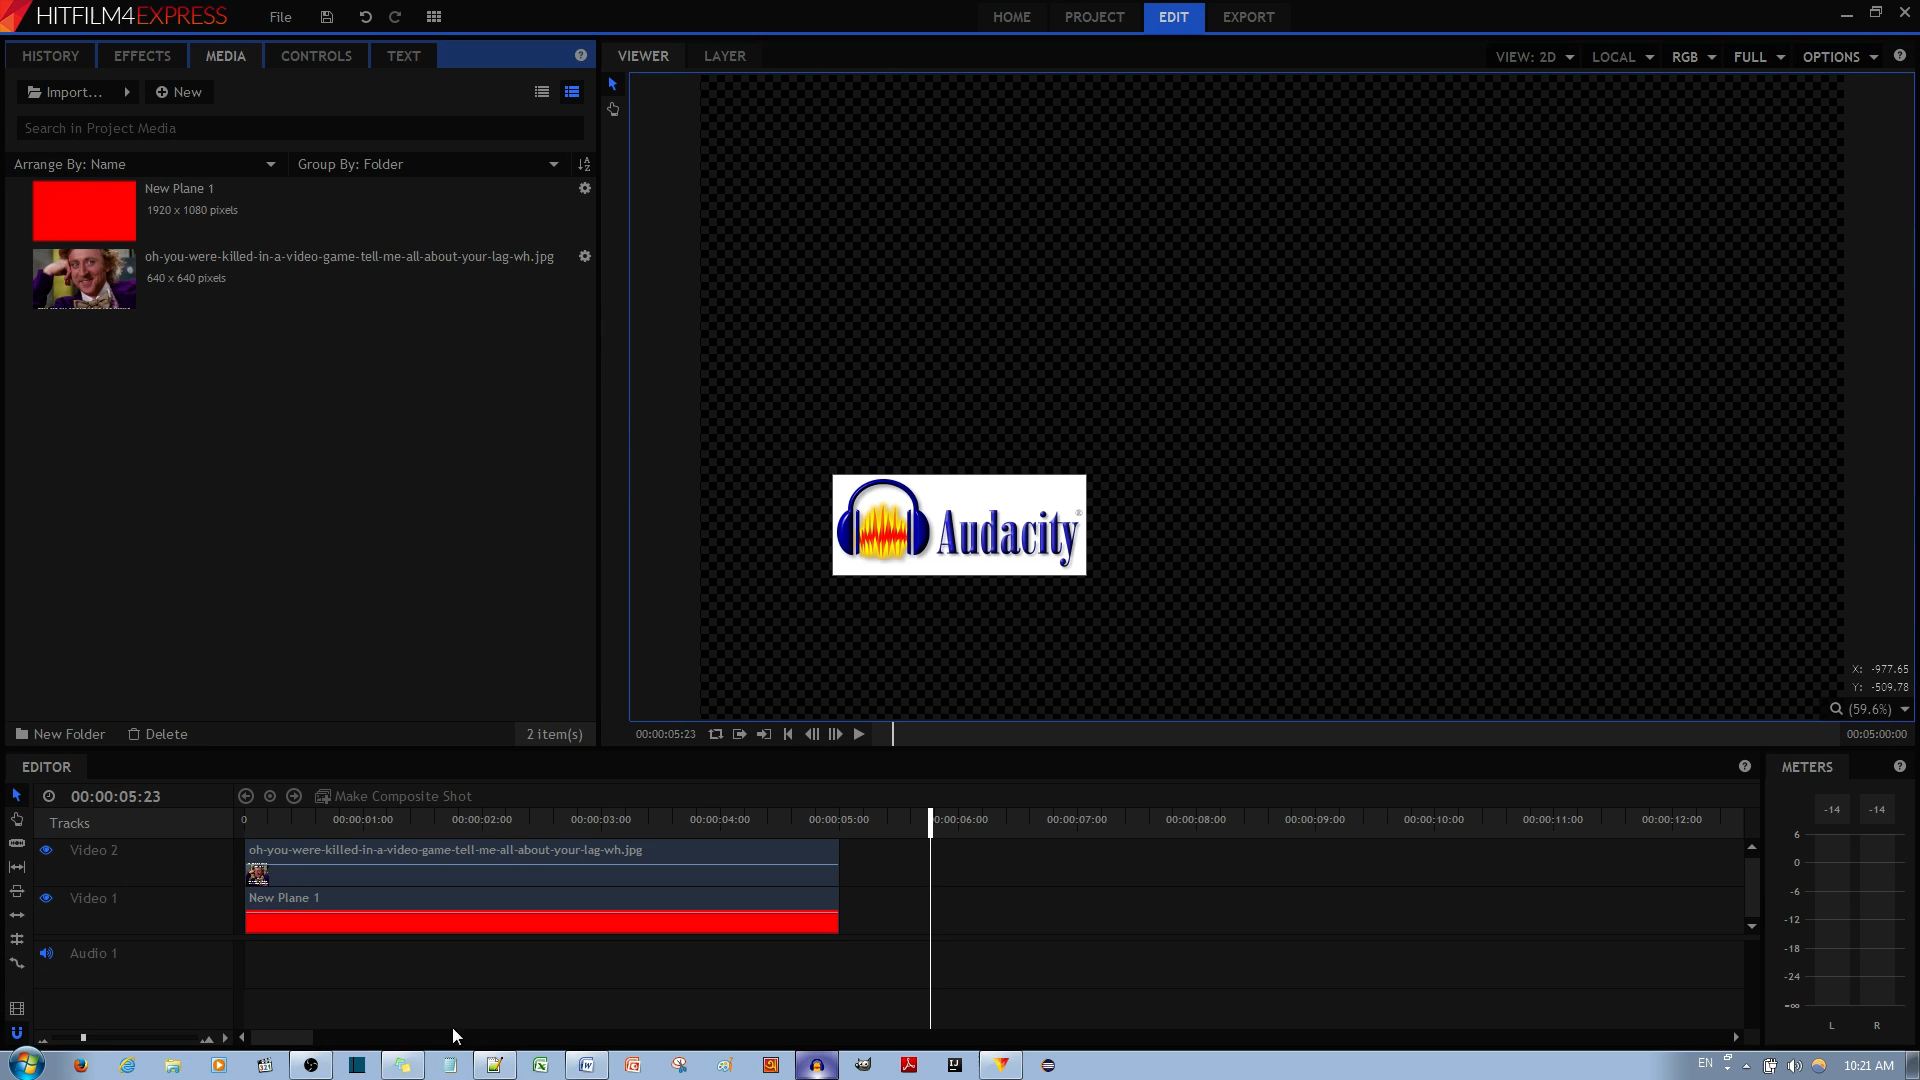 HITFILM4EXPRESS File HOME PROJECT EDIT EXPORT
HISTORY EFFECTS MEDIA CONTROLS TEXT VIEWER LAYER VIEW: 2D LOCAL RGB FULL OPTIONS
Import... New
Search in Project Media
Arrange By: Name Group By: Folder
New Plane 1
1920 x 1080 pixels
oh-you-were-killed-in-a-video-game-tell-me-all-about-your-lag-wh.jpg
640 x 640 pixels
Audacity ®
X: -977.65
Y: -509.78
(59.6%)
New Folder Delete 2 item(s) 00:00:05:23 00:05:00:00
EDITOR METERS
00:00:05:23 Make Composite Shot
Tracks 0 00:00:01:00 00:00:02:00 00:00:03:00 00:00:04:00 00:00:05:00 00:00:06:00 00:00:07:00 00:00:08:00 00:00:09:00 00:00:10:00 00:00:11:00 00:00:12:00
Video 2 oh-you-were-killed-in-a-video-game-tell-me-all-about-your-lag-wh.jpg
Video 1 New Plane 1
Audio 1
-14 -14
6
0
-6
-12
-18
-24
-∞
L R
EN 10:21 AM